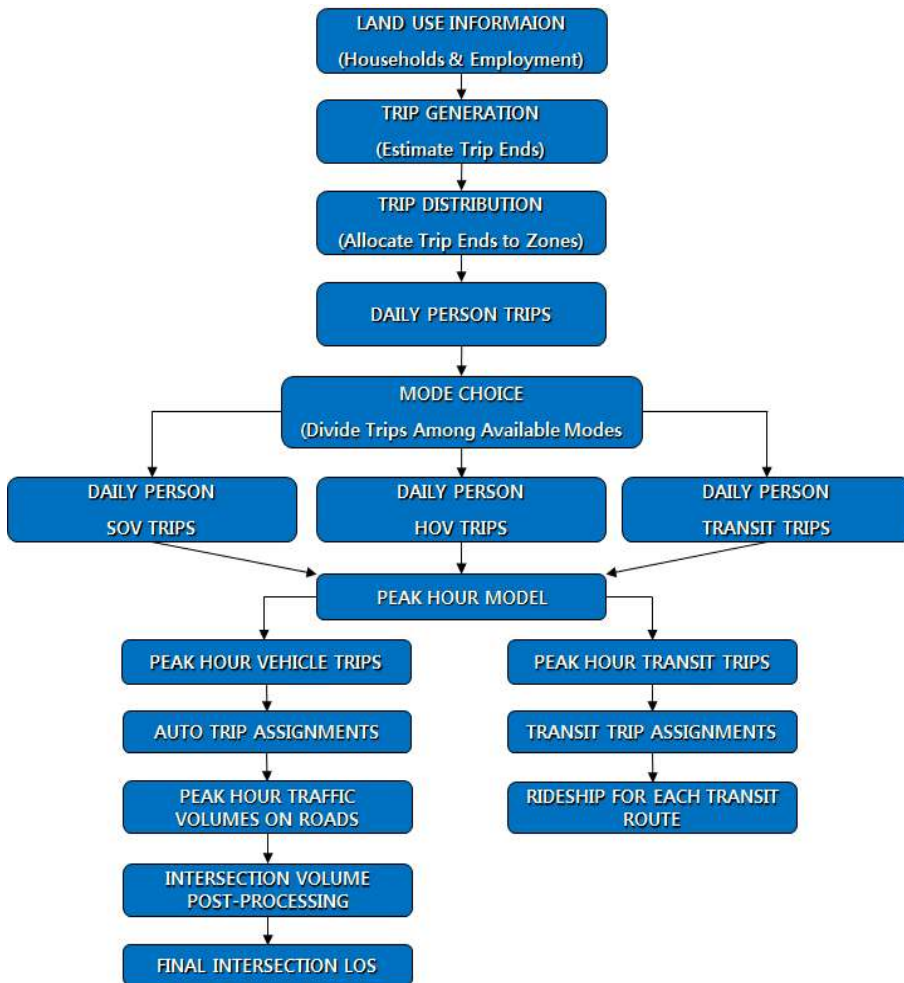 LAND USE INFORMAION
(Households & Employment)
TRIP GENERATION
(Estimate Trip Ends)
TRIP DISTRIBUTION
(Allocate Trip Ends to Zones)
DAILY PERSON TRIPS
MODE CHOICE
(Divide Trips Among Available Modes
DAILY PERSON
SOV TRIPS
DAILY PERSON
HOV TRIPS
DAILY PERSON
TRANSIT TRIPS
PEAK HOUR MODEL
PEAK HOUR VEHICLE TRIPS
PEAK HOUR TRANSIT TRIPS
AUTO TRIP ASSIGNMENTS
TRANSIT TRIP ASSIGNMENTS
PEAK HOUR TRAFFIC
VOLUMES ON ROADS
RIDESHIP FOR EACH TRANSIT
ROUTE
INTERSECTION VOLUME
POST-PROCESSING
FINAL INTERSECTION LOS